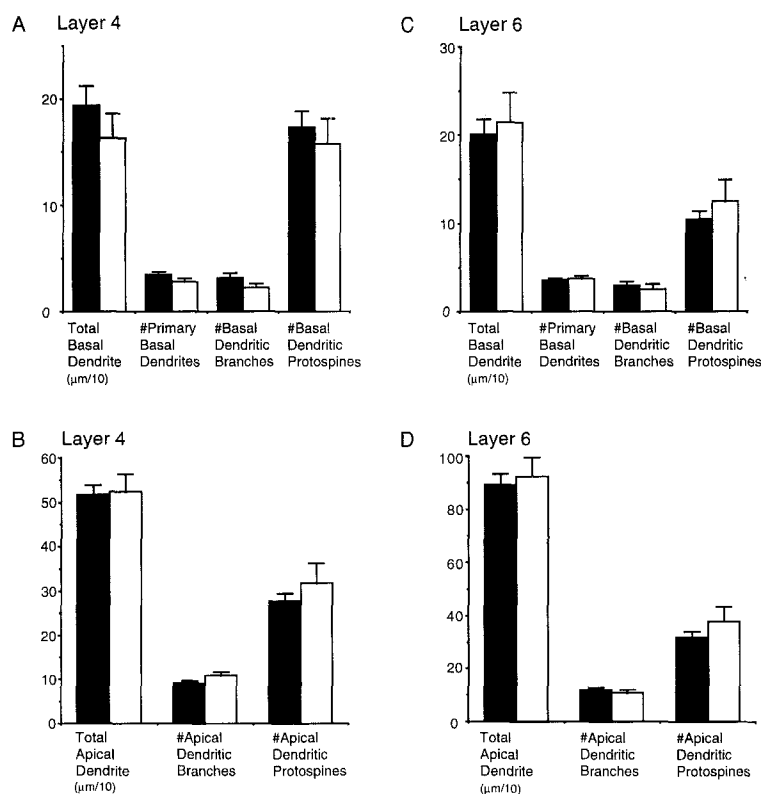 A Layer 4
20
10
0
Total
Basal
Dendrite
(µm/10)
#Primary
Basal
Dendrites
#Basal
Dendritic
Branches
#Basal
Dendritic
Protospines
C Layer 6
30
20
10
0
Total
Basal
Dendrite
(µm/10)
#Primary
Basal
Dendrites
#Basal
Dendritic
Branches
#Basal
Dendritic
Protospines
B Layer 4
60
50
40
30
20
10
0
Total
Apical
Dendrite
(µm/10)
#Apical
Dendritic
Branches
#Apical
Dendritic
Protospines
D Layer 6
100
80
60
40
20
0
Total
Apical
Dendrite
(µm/10)
#Apical
Dendritic
Branches
#Apical
Dendritic
Protospines